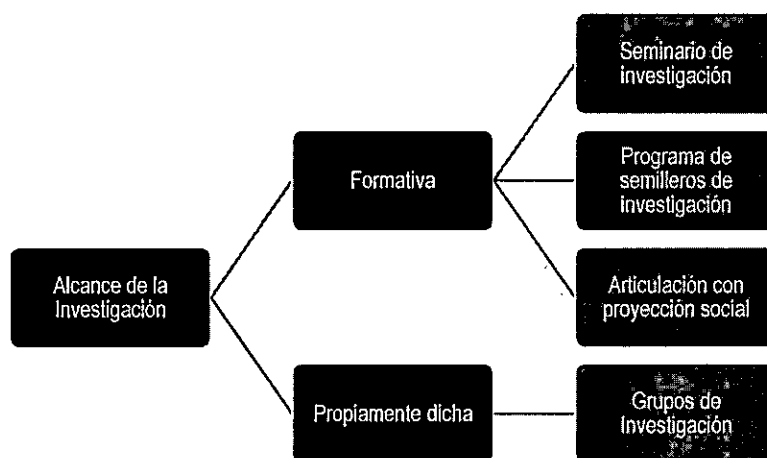 Seminario de
investigación
Formativa
Programa de
semilleros de
investigación
Alcance de la
Investigación
Articulación con
proyección social
Propiamente dicha
Grupos de
Investigación